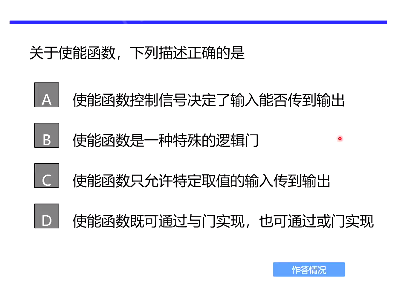 关于使能函数，下列描述正确的是
A 使能函数控制信号决定了输入能否传到输出
B 使能函数是一种特殊的逻辑门
C 使能函数只允许特定取值的输入传到输出
D 使能函数既可通过与门实现，也可通过或门实现
作答情况